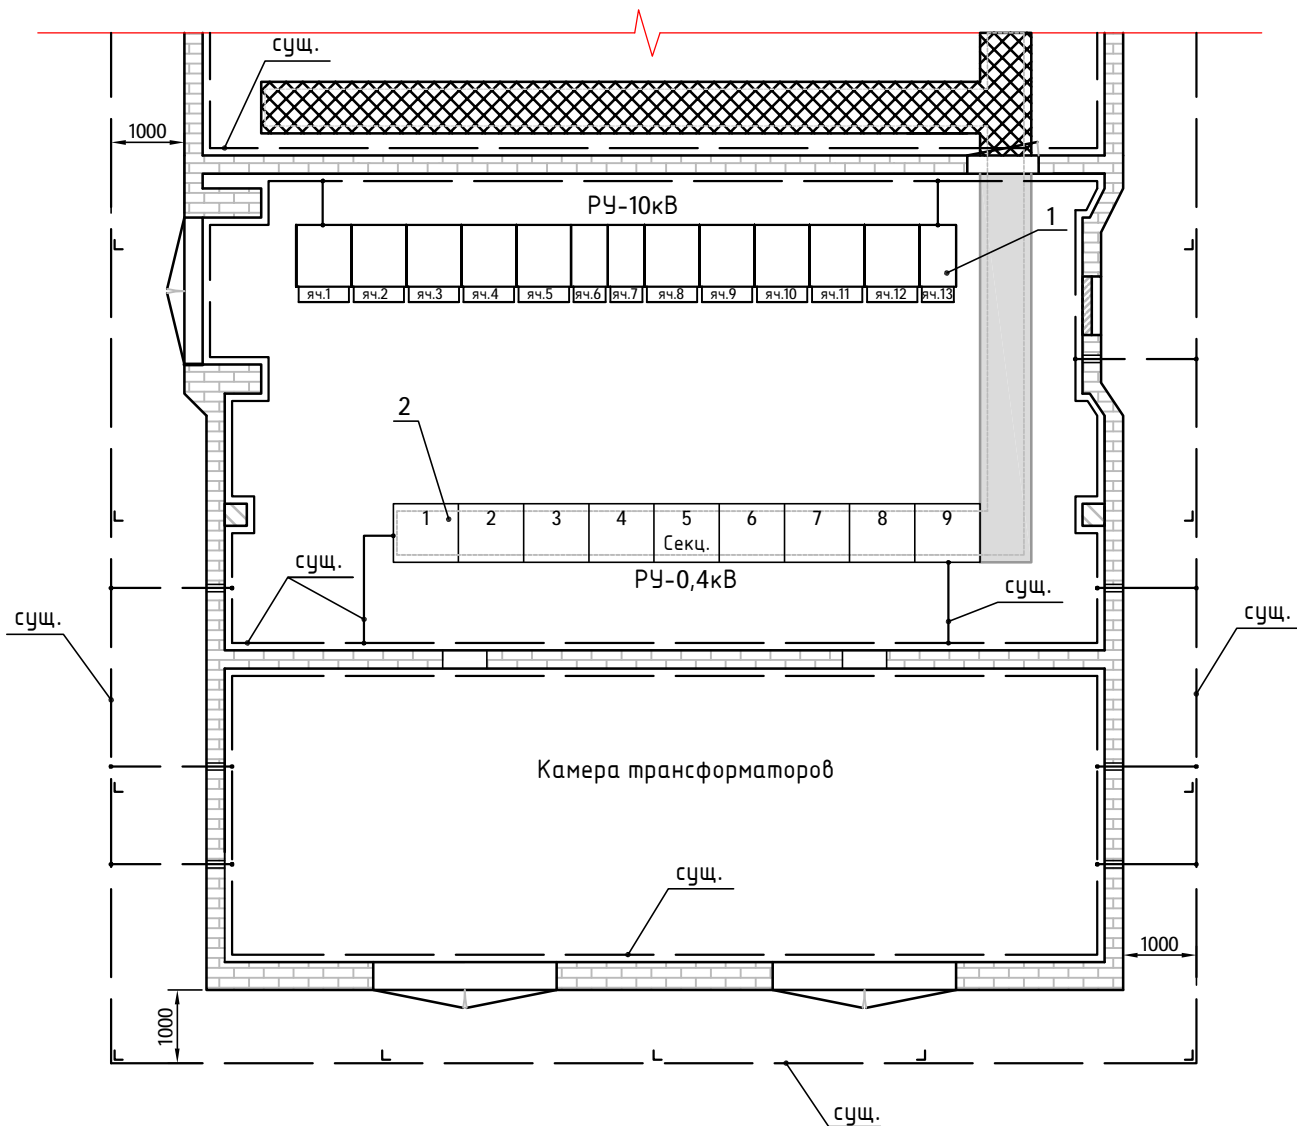 сущ.
1000
РУ-10кВ
1
яч.1 яч.2 яч.3 яч.4 яч.5 яч.6 яч.7 яч.8 яч.9 яч.10 яч.11 яч.12 яч.13
2
1 2 3 4 5 6 7 8 9
Секц.
сущ.
РУ-0,4кВ
сущ.
сущ.
сущ.
Камера трансформаторов
сущ.
1000
1000
сущ.